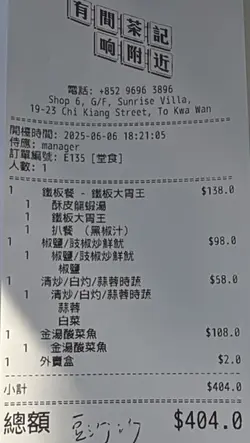 有間茶記
响附近
電話: +852 9696 3896
Shop 6, G/F, Sunrise Villa,
19-23 Chi Kiang Street, To Kwa Wan
開檯時間: 2025-06-06 18:21:05
侍應: manager
訂單編號: E135 [堂食]
人數: 1
1 鐵板餐 - 鐵板大胃王 $138.0
1 酥皮龍蝦湯
1 鐵板大胃王
1 扒餐 (黑椒汁)
1 椒鹽/豉椒炒鮮魷 $98.0
1 椒鹽/豉椒炒鮮魷
椒鹽
1 清炒/白灼/蒜蓉時蔬 $58.0
1 清炒/白灼/蒜蓉時蔬
蒜蓉
白菜
1 金湯酸菜魚 $108.0
1 金湯酸菜魚
1 外賣盒 $2.0
小計 $404.0
總額 $404.0